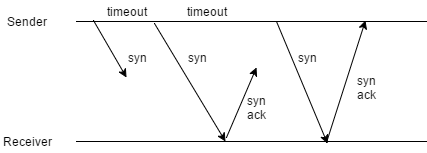 timeout timeout
Sender
syn syn syn
syn
ack
syn
ack
Receiver